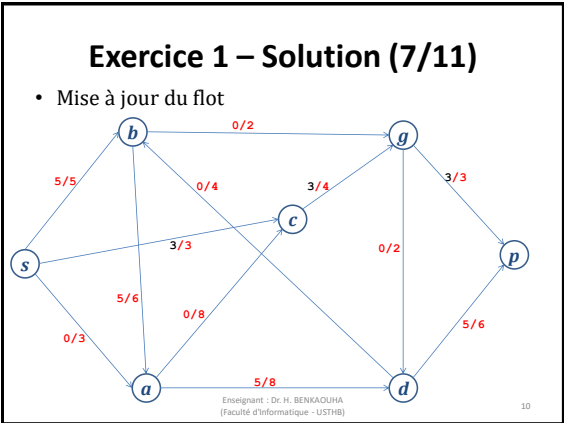 Exercice 1 – Solution (7/11)
• Mise à jour du flot
b
0/2
g
5/5
0/4
3/4
3/3
c
3/3
0/2
s
p
5/6
0/8
0/3
5/6
5/8
a
d
Enseignant : Dr. H. BENKAOUHA
(Faculté d'Informatique - USTHB)
10